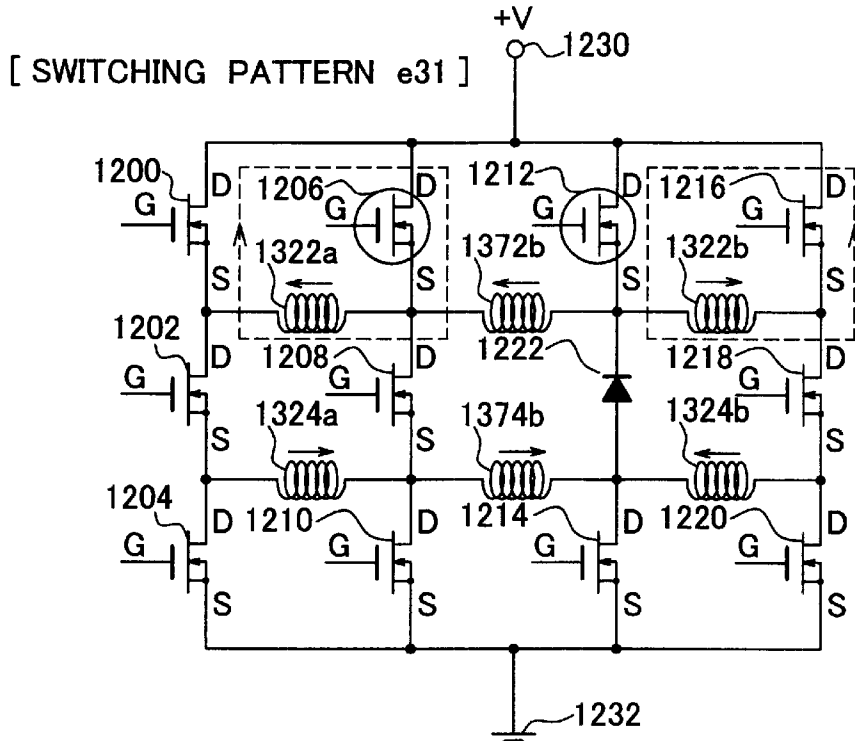 +V
1230
[ SWITCHING PATTERN e31 ]
1200 D 1206 D 1212 D 1216 D
G G G G
1322a S S 1372b S 1322b S
1202 D 1208 D 1222 1218 D
G G G
1324a S S 1374b 1324b S
1204 D 1210 D 1214 D 1220 D
G G G G
S S S S
1232